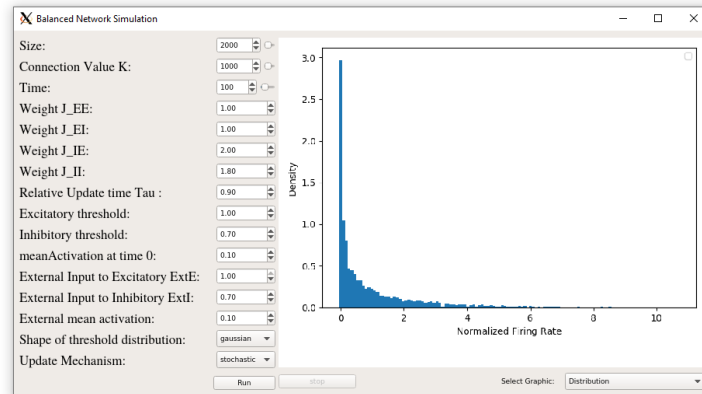 Balanced Network Simulation
Size: 2000
Connection Value K: 1000
Time: 100
Weight J_EE: 1.00
Weight J_EI: 1.00
Weight J_IE: 2.00
Weight J_II: 1.80
Relative Update time Tau : 0.90
Excitatory threshold: 1.00
Inhibitory threshold: 0.70
meanActivation at time 0: 0.10
External Input to Excitatory ExtE: 1.00
External Input to Inhibitory ExtI: 0.70
External mean activation: 0.10
Shape of threshold distribution: gaussian
Update Mechanism: stochastic
Run
stop
3.0
2.5
2.0
1.5
1.0
0.5
0.0
Density
0 2 4 6 8 10
Normalized Firing Rate
Select Graphic: Distribution